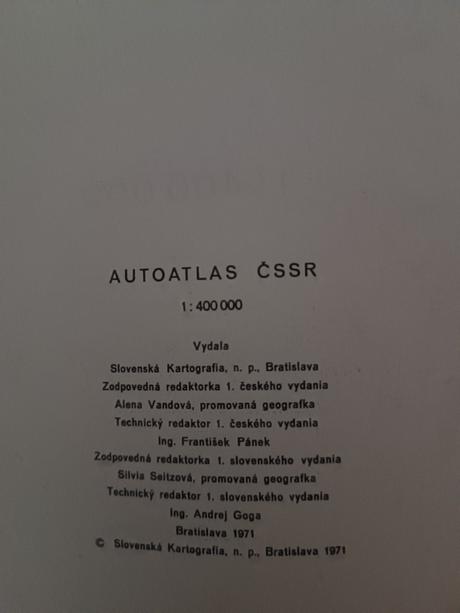 AUTOATLAS ČSSR
1:400 000
Vydala
Slovenská Kartografia, n. p., Bratislava
Zodpovedná redaktorka 1. českého vydania
Alena Vandová, promovaná geografka
Technický redaktor 1. českého vydania
Ing. František Pánek
Zodpovedná redaktorka 1. slovenského vydania
Silvia Seitzová, promovaná geografka
Technický redaktor 1. slovenského vydania
Ing. Andrej Goga
Bratislava 1971
© Slovenská Kartografia, n. p., Bratislava 1971